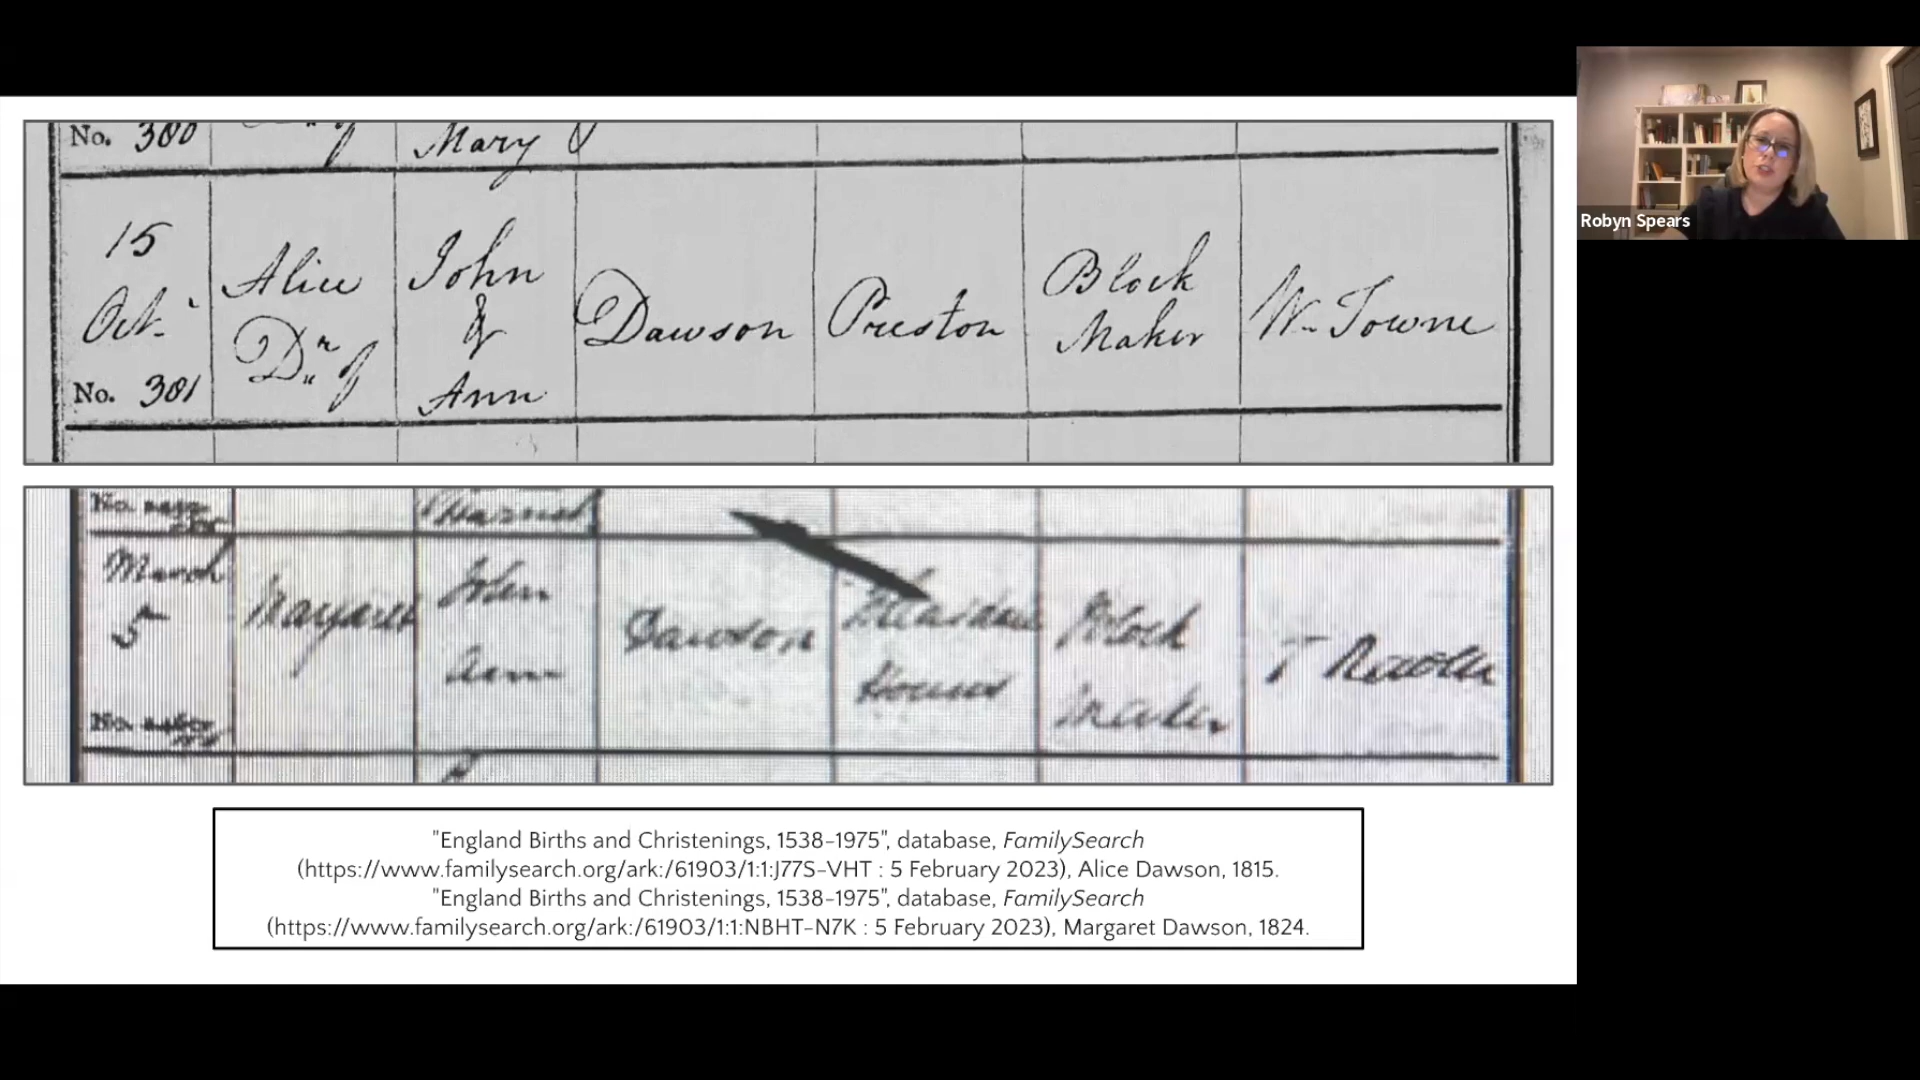 No. 380
Mary
15
Oct.
No. 381
Alice
Dr. of
John
&
Ann
Dawson
Preston
Block
Maker
Wm Towne
Harriet
March
5
No.
Margaret
John
Ann
Dawson
House
Block
Maker
"England Births and Christenings, 1538-1975", database, FamilySearch
(https://www.familysearch.org/ark:/61903/1:1:J77S-VHT : 5 February 2023), Alice Dawson, 1815.
"England Births and Christenings, 1538-1975", database, FamilySearch
(https://www.familysearch.org/ark:/61903/1:1:NBHT-N7K : 5 February 2023), Margaret Dawson, 1824.
Robyn Spears